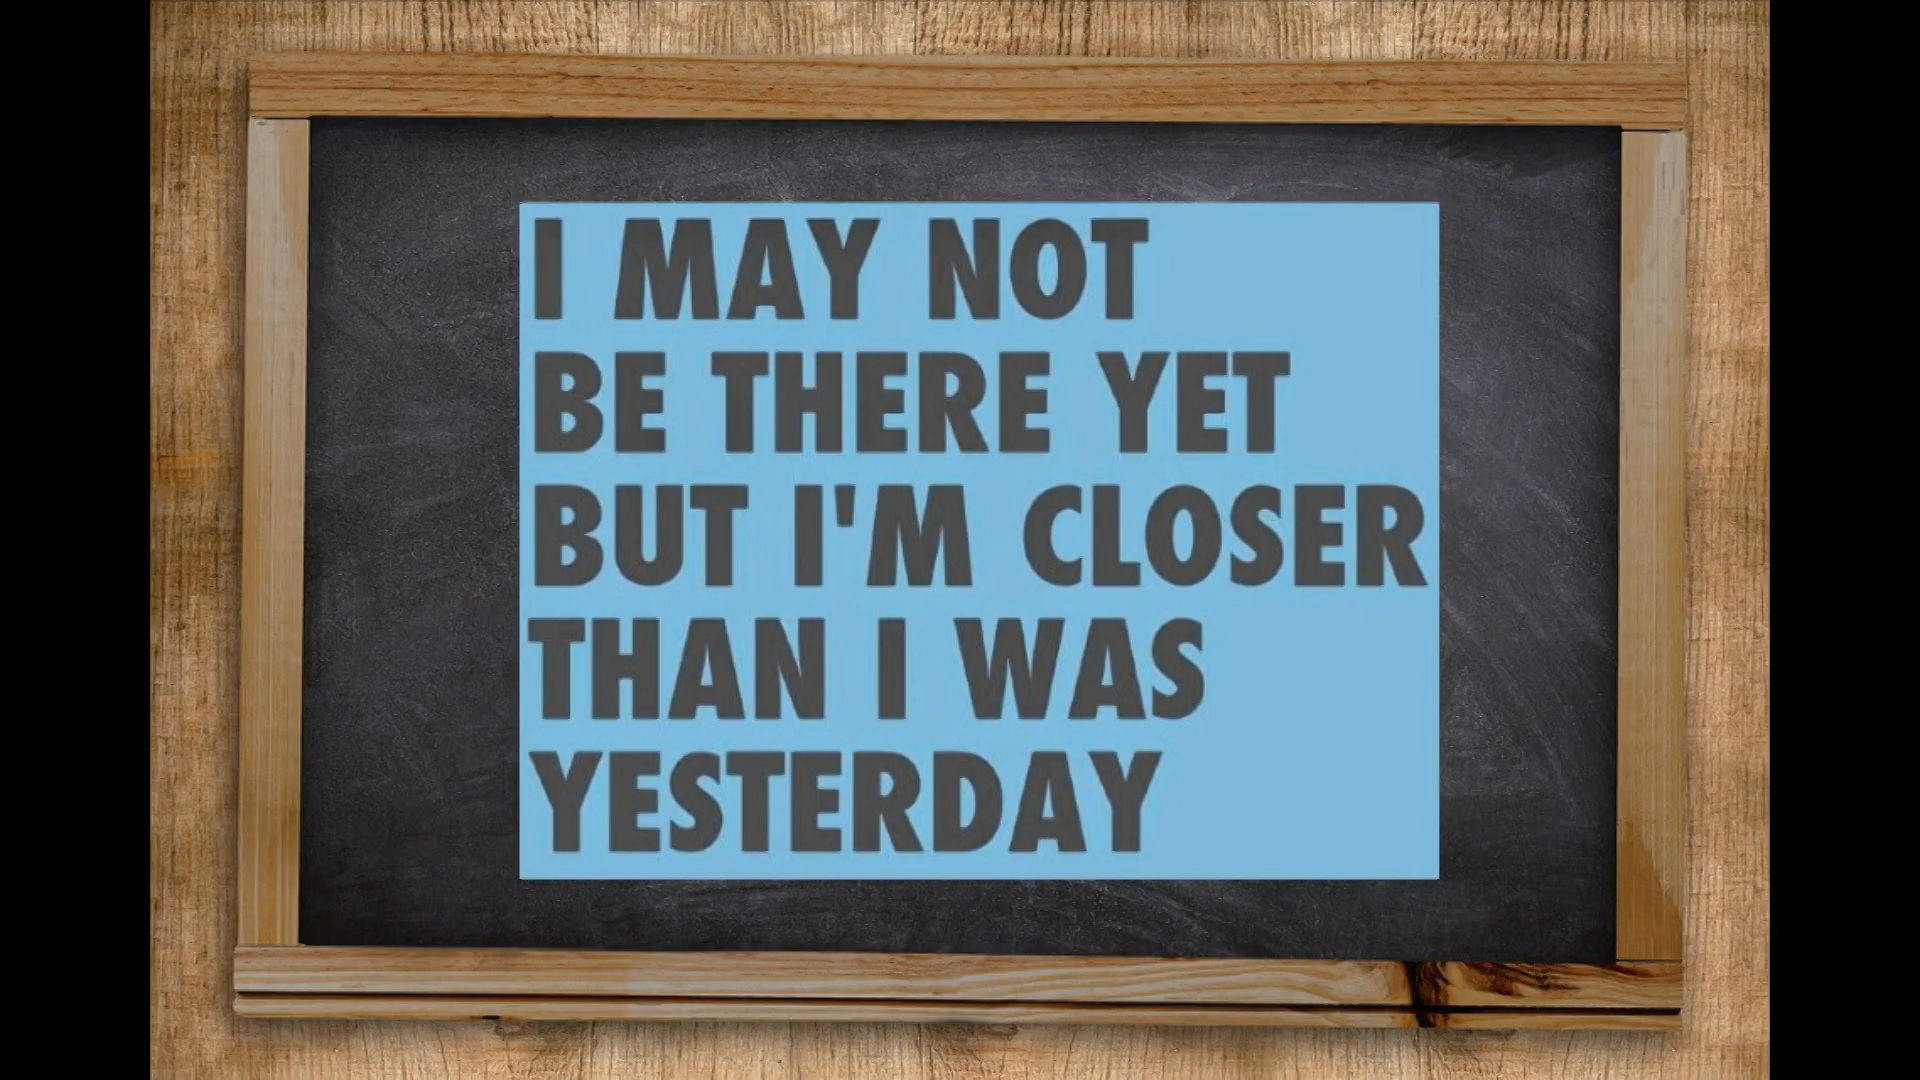 I MAY NOT
BE THERE YET
BUT I'M CLOSER
THAN I WAS
YESTERDAY